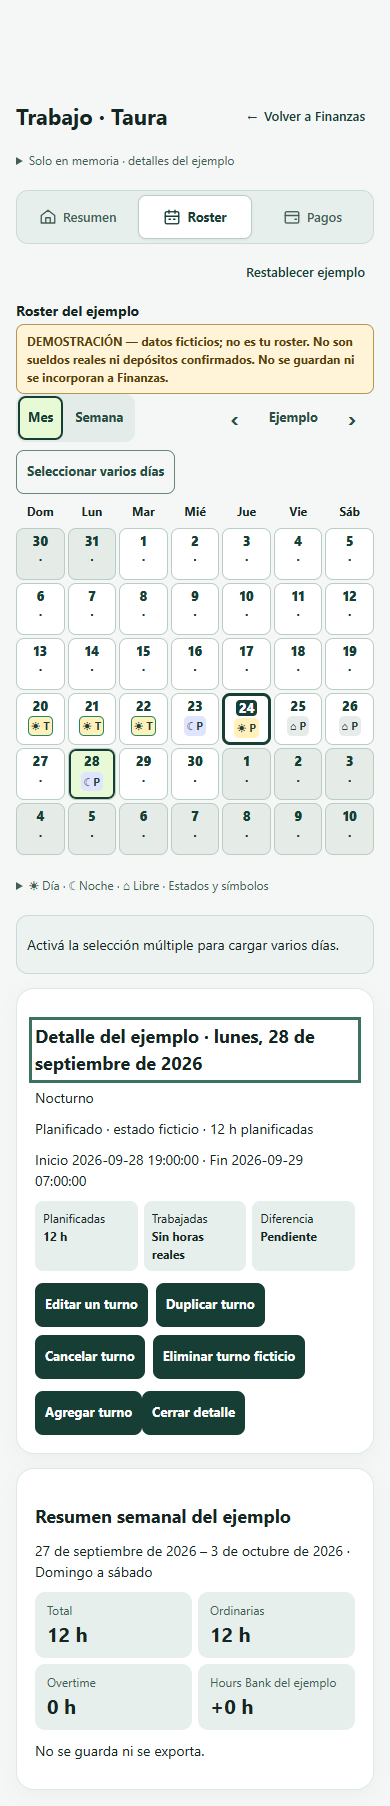 Trabajo · Taura
← Volver a Finanzas
▶ Solo en memoria · detalles del ejemplo
Resumen
Roster
Pagos
Restablecer ejemplo
Roster del ejemplo
DEMOSTRACIÓN — datos ficticios; no es tu roster. No son
sueldos reales ni depósitos confirmados. No se guardan ni
se incorporan a Finanzas.
Mes Semana ‹ Ejemplo ›
Seleccionar varios días
Dom Lun Mar Mié Jue Vie Sáb
30 31 1 2 3 4 5
· · · · · · ·
6 7 8 9 10 11 12
· · · · · · ·
13 14 15 16 17 18 19
· · · · · · ·
20 21 22 23 24 25 26
☀ T ☀ T ☀ T ☾ P ☀ P ⌂ P ⌂ P
27 28 29 30 1 2 3
· ☾ P · · · · ·
4 5 6 7 8 9 10
· · · · · · ·
▶ ☀ Día · ☾ Noche · ⌂ Libre · Estados y símbolos
Activá la selección múltiple para cargar varios días.
Detalle del ejemplo · lunes, 28 de
septiembre de 2026
Nocturno
Planificado · estado ficticio · 12 h planificadas
Inicio 2026-09-28 19:00:00 · Fin 2026-09-29
07:00:00
Planificadas
12 h
Trabajadas
Sin horas
reales
Diferencia
Pendiente
Editar un turno
Duplicar turno
Cancelar turno
Eliminar turno ficticio
Agregar turno
Cerrar detalle
Resumen semanal del ejemplo
27 de septiembre de 2026 – 3 de octubre de 2026 ·
Domingo a sábado
Total
12 h
Ordinarias
12 h
Overtime
0 h
Hours Bank del ejemplo
+0 h
No se guarda ni se exporta.